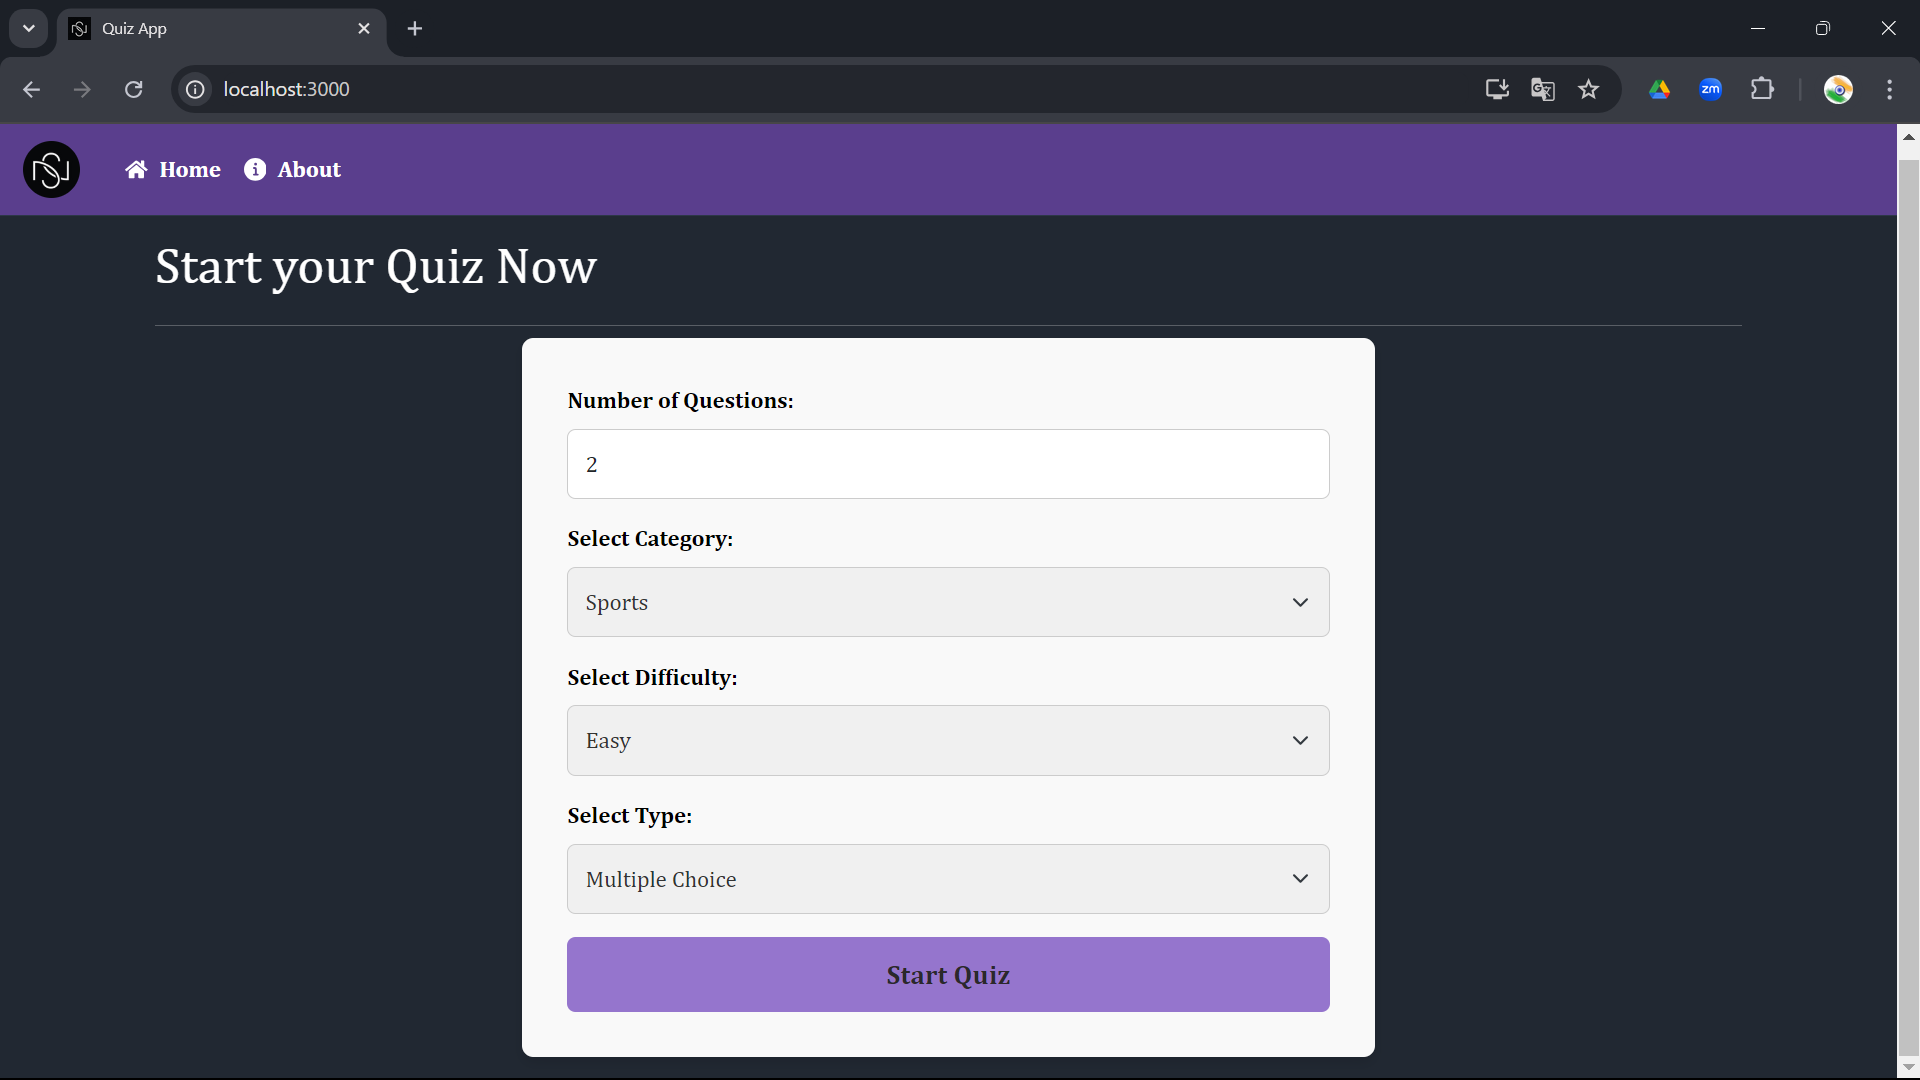 Quiz App
localhost:3000
zm
Home About
Start your Quiz Now
Number of Questions:
2
Select Category:
Sports
Select Difficulty:
Easy
Select Type:
Multiple Choice
Start Quiz